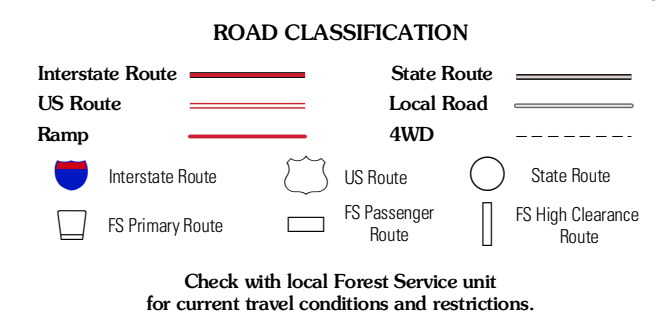 ROAD CLASSIFICATION
Interstate Route
State Route
US Route
Local Road
Ramp
4WD
Interstate Route
US Route
State Route
FS Primary Route
FS Passenger
Route
FS High Clearance
Route
Check with local Forest Service unit
for current travel conditions and restrictions.